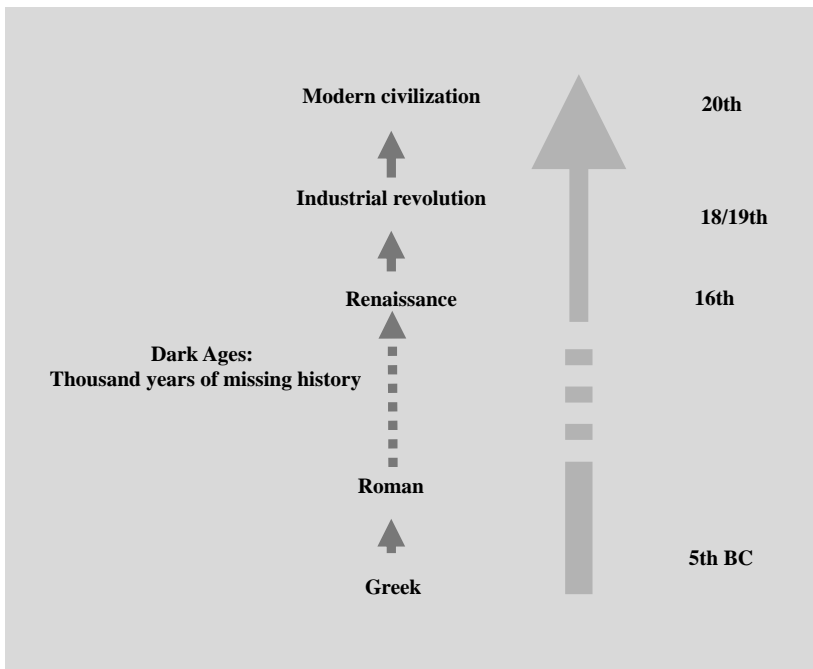 Modern civilization
20th
Industrial revolution
18/19th
Renaissance
16th
Dark Ages:
Thousand years of missing history
Roman
5th BC
Greek